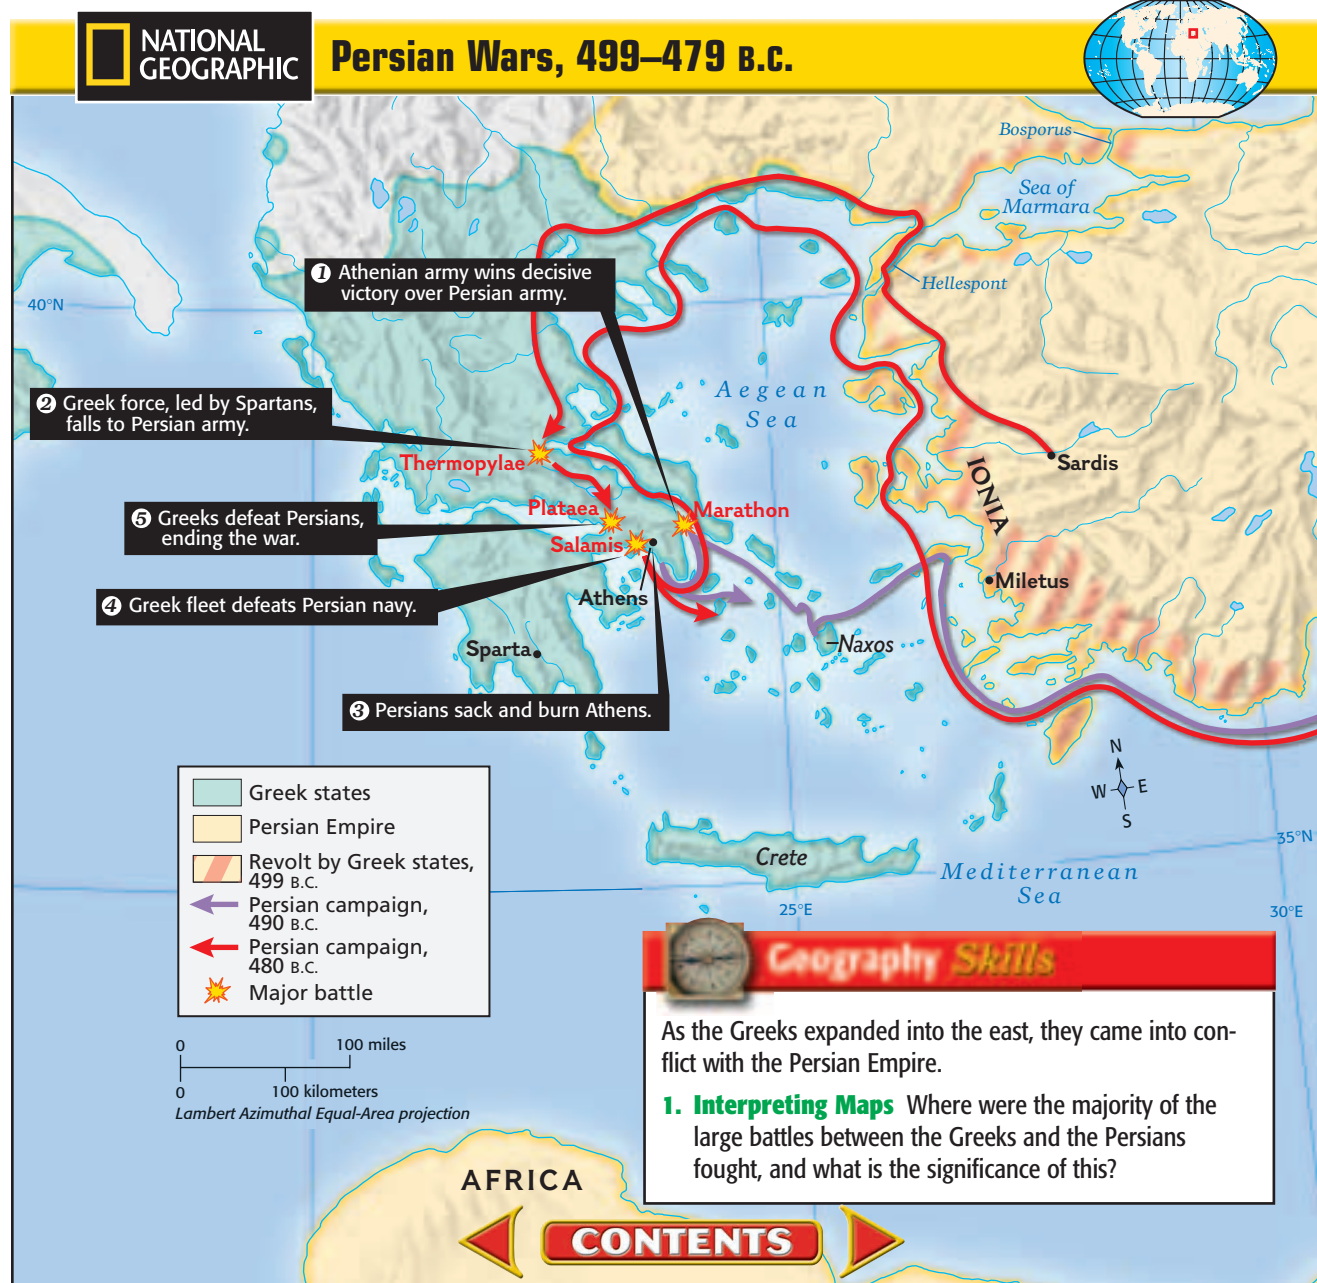 NATIONAL
GEOGRAPHIC
Persian Wars, 499–479 B.C.
Bosporus
Sea of
Marmara
Hellespont
40°N
❶ Athenian army wins decisive
victory over Persian army.
Aegean
Sea
❷ Greek force, led by Spartans,
falls to Persian army.
Thermopylae
Sardis
IONIA
Plataea
Marathon
❺ Greeks defeat Persians,
ending the war.
Salamis
Miletus
Athens
❹ Greek fleet defeats Persian navy.
Naxos
Sparta
❸ Persians sack and burn Athens.
N
W E
S
Greek states
Persian Empire
Revolt by Greek states,
499 B.C.
Persian campaign,
490 B.C.
Persian campaign,
480 B.C.
Major battle
35°N
Crete
Mediterranean
Sea
25°E
30°E
0 100 miles
0 100 kilometers
Lambert Azimuthal Equal-Area projection
Geography Skills
As the Greeks expanded into the east, they came into con-
flict with the Persian Empire.
1. Interpreting Maps Where were the majority of the
large battles between the Greeks and the Persians
fought, and what is the significance of this?
AFRICA
CONTENTS